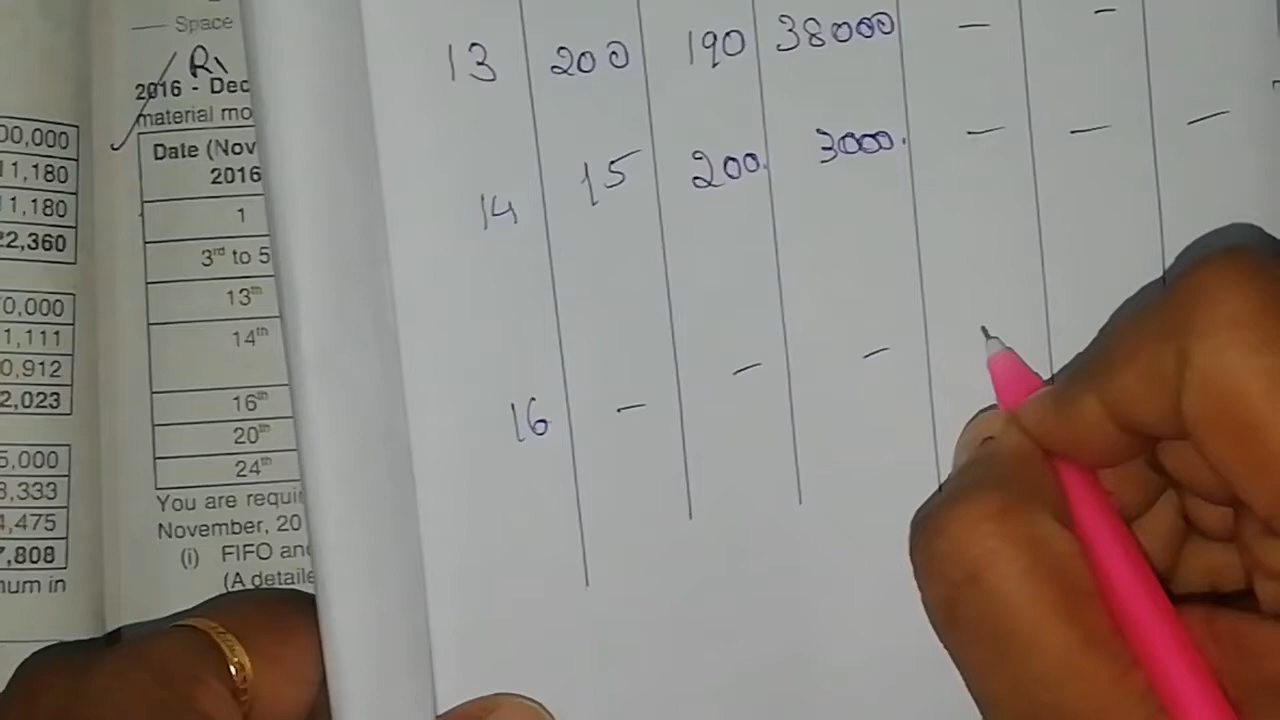 — Space
R1
2016 - Dec
material mo
Date (Nov
2016
1
3rd to 5
13th
14th
16th
20th
24th
You are requir
November, 20
(i) FIFO an
(A detaile
00,000
11,180
11,180
22,360
0,000
1,111
0,912
2,023
5,000
3,333
4,475
7,808
num in
13 200 190 38000 — —
14 15 200. 3000. — — —
16 — — —